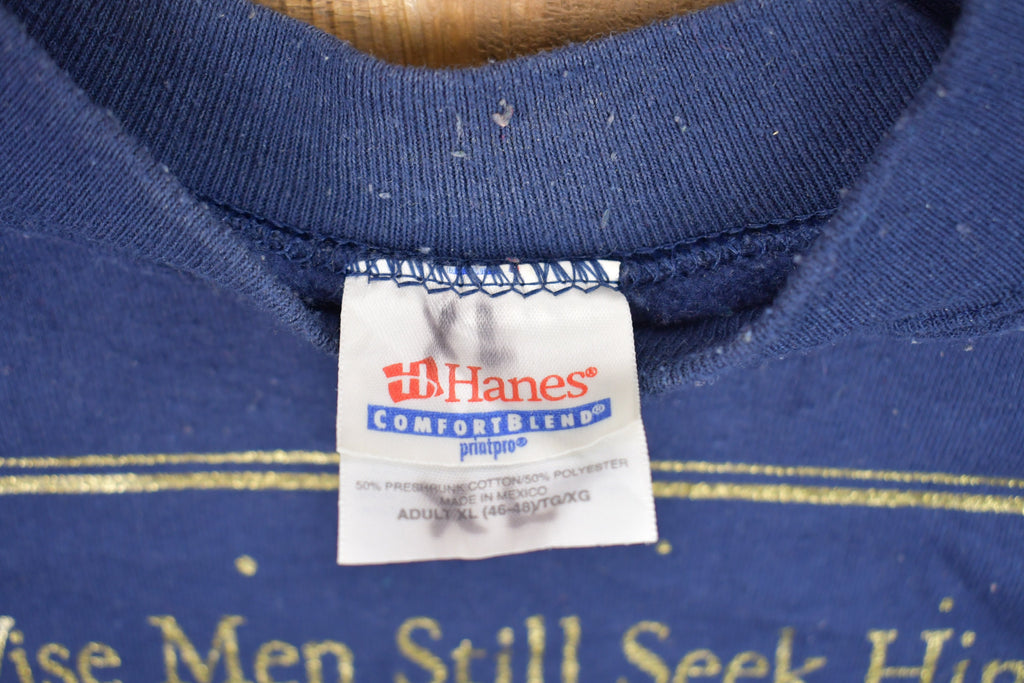 XL
Hanes®
COMFORTBLEND®
printpro®
50% PRESHRUNK COTTON/50% POLYESTER
MADE IN MEXICO
ADULT XL (46-48)/TG/XG
Wise Men Still Seek Him